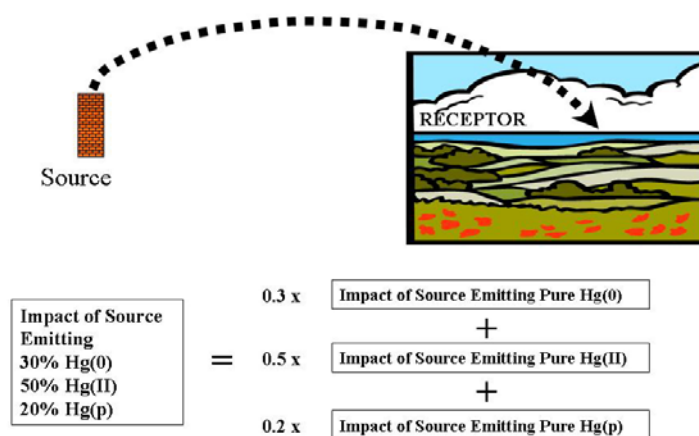 RECEPTOR
Source
Impact of Source
Emitting
30% Hg(0)
50% Hg(II)
20% Hg(p)
=
0.3 x Impact of Source Emitting Pure Hg(0)
+
0.5 x Impact of Source Emitting Pure Hg(II)
+
0.2 x Impact of Source Emitting Pure Hg(p)